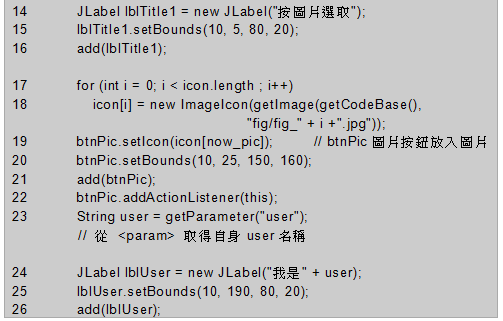 14 JLabel lblTitle1 = new JLabel("按圖片選取");
15 lblTitle1.setBounds(10, 5, 80, 20);
16 add(lblTitle1);
17 for (int i = 0; i < icon.length ; i++)
18 icon[i] = new ImageIcon(getImage(getCodeBase(),
"fig/fig_" + i +".jpg"));
19 btnPic.setIcon(icon[now_pic]); // btnPic 圖片按鈕放入圖片
20 btnPic.setBounds(10, 25, 150, 160);
21 add(btnPic);
22 btnPic.addActionListener(this);
23 String user = getParameter("user");
// 從 <param> 取得自身 user 名稱
24 JLabel lblUser = new JLabel("我是" + user);
25 lblUser.setBounds(10, 190, 80, 20);
26 add(lblUser);